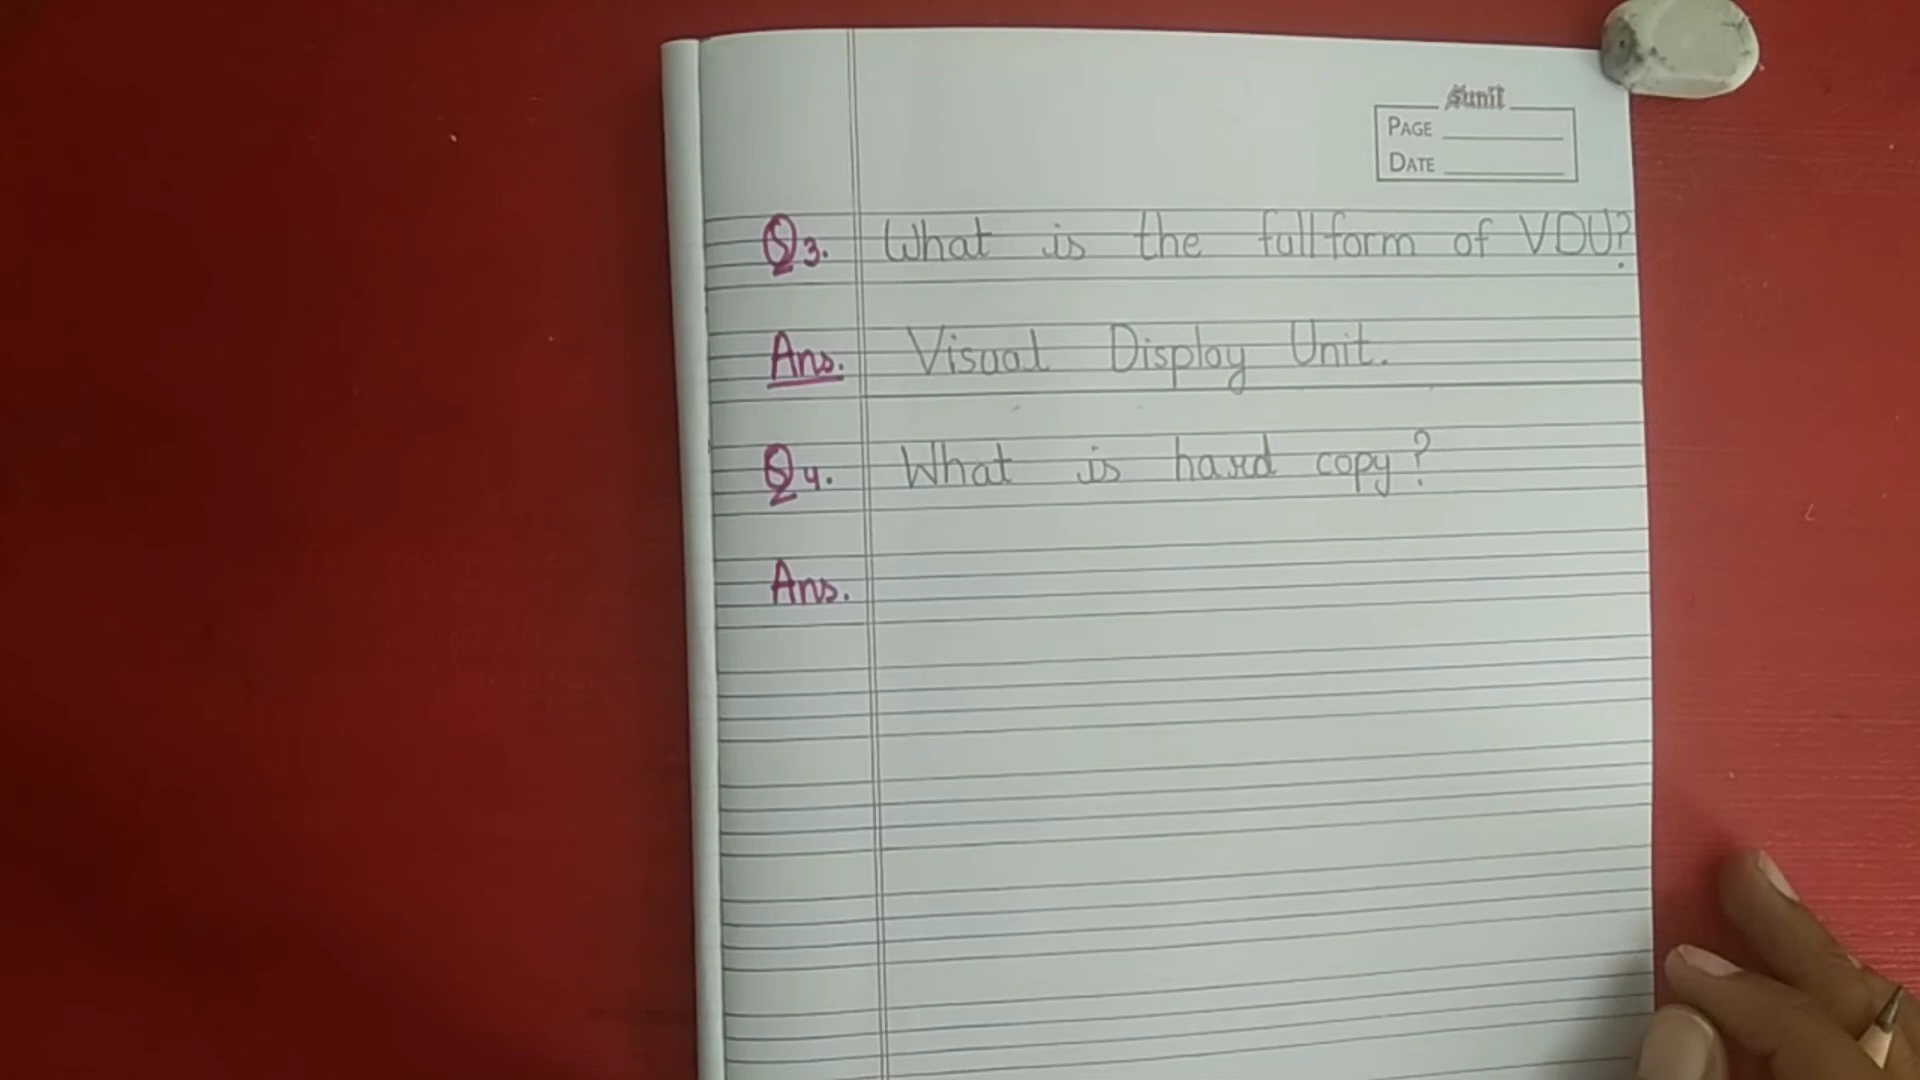 Sunil
PAGE
DATE
Q3. What is the fullform of VDU?
Ans. Visual Display Unit.
Q4. What is hard copy?
Ans.